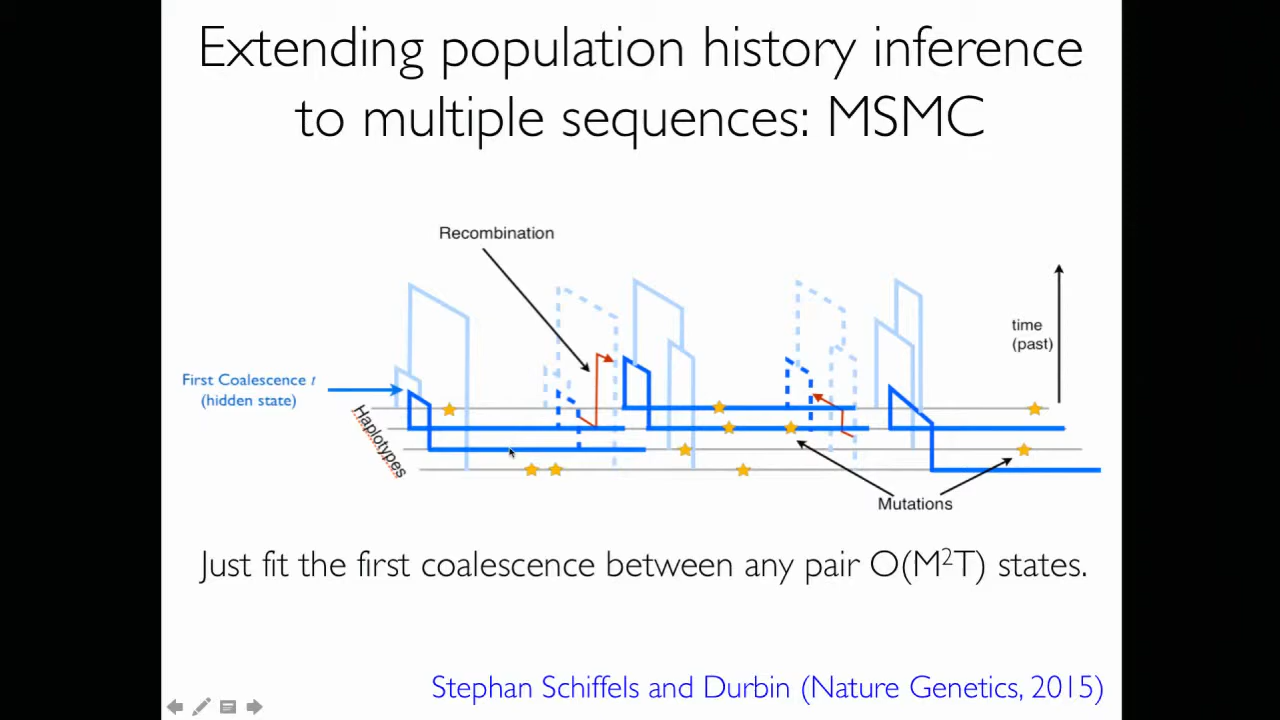 Extending population history inference
to multiple sequences: MSMC
Recombination
time
(past)
First Coalescence t
(hidden state)
Haplotypes
Mutations
Just fit the first coalescence between any pair O(M²T) states.
Stephan Schiffels and Durbin (Nature Genetics, 2015)